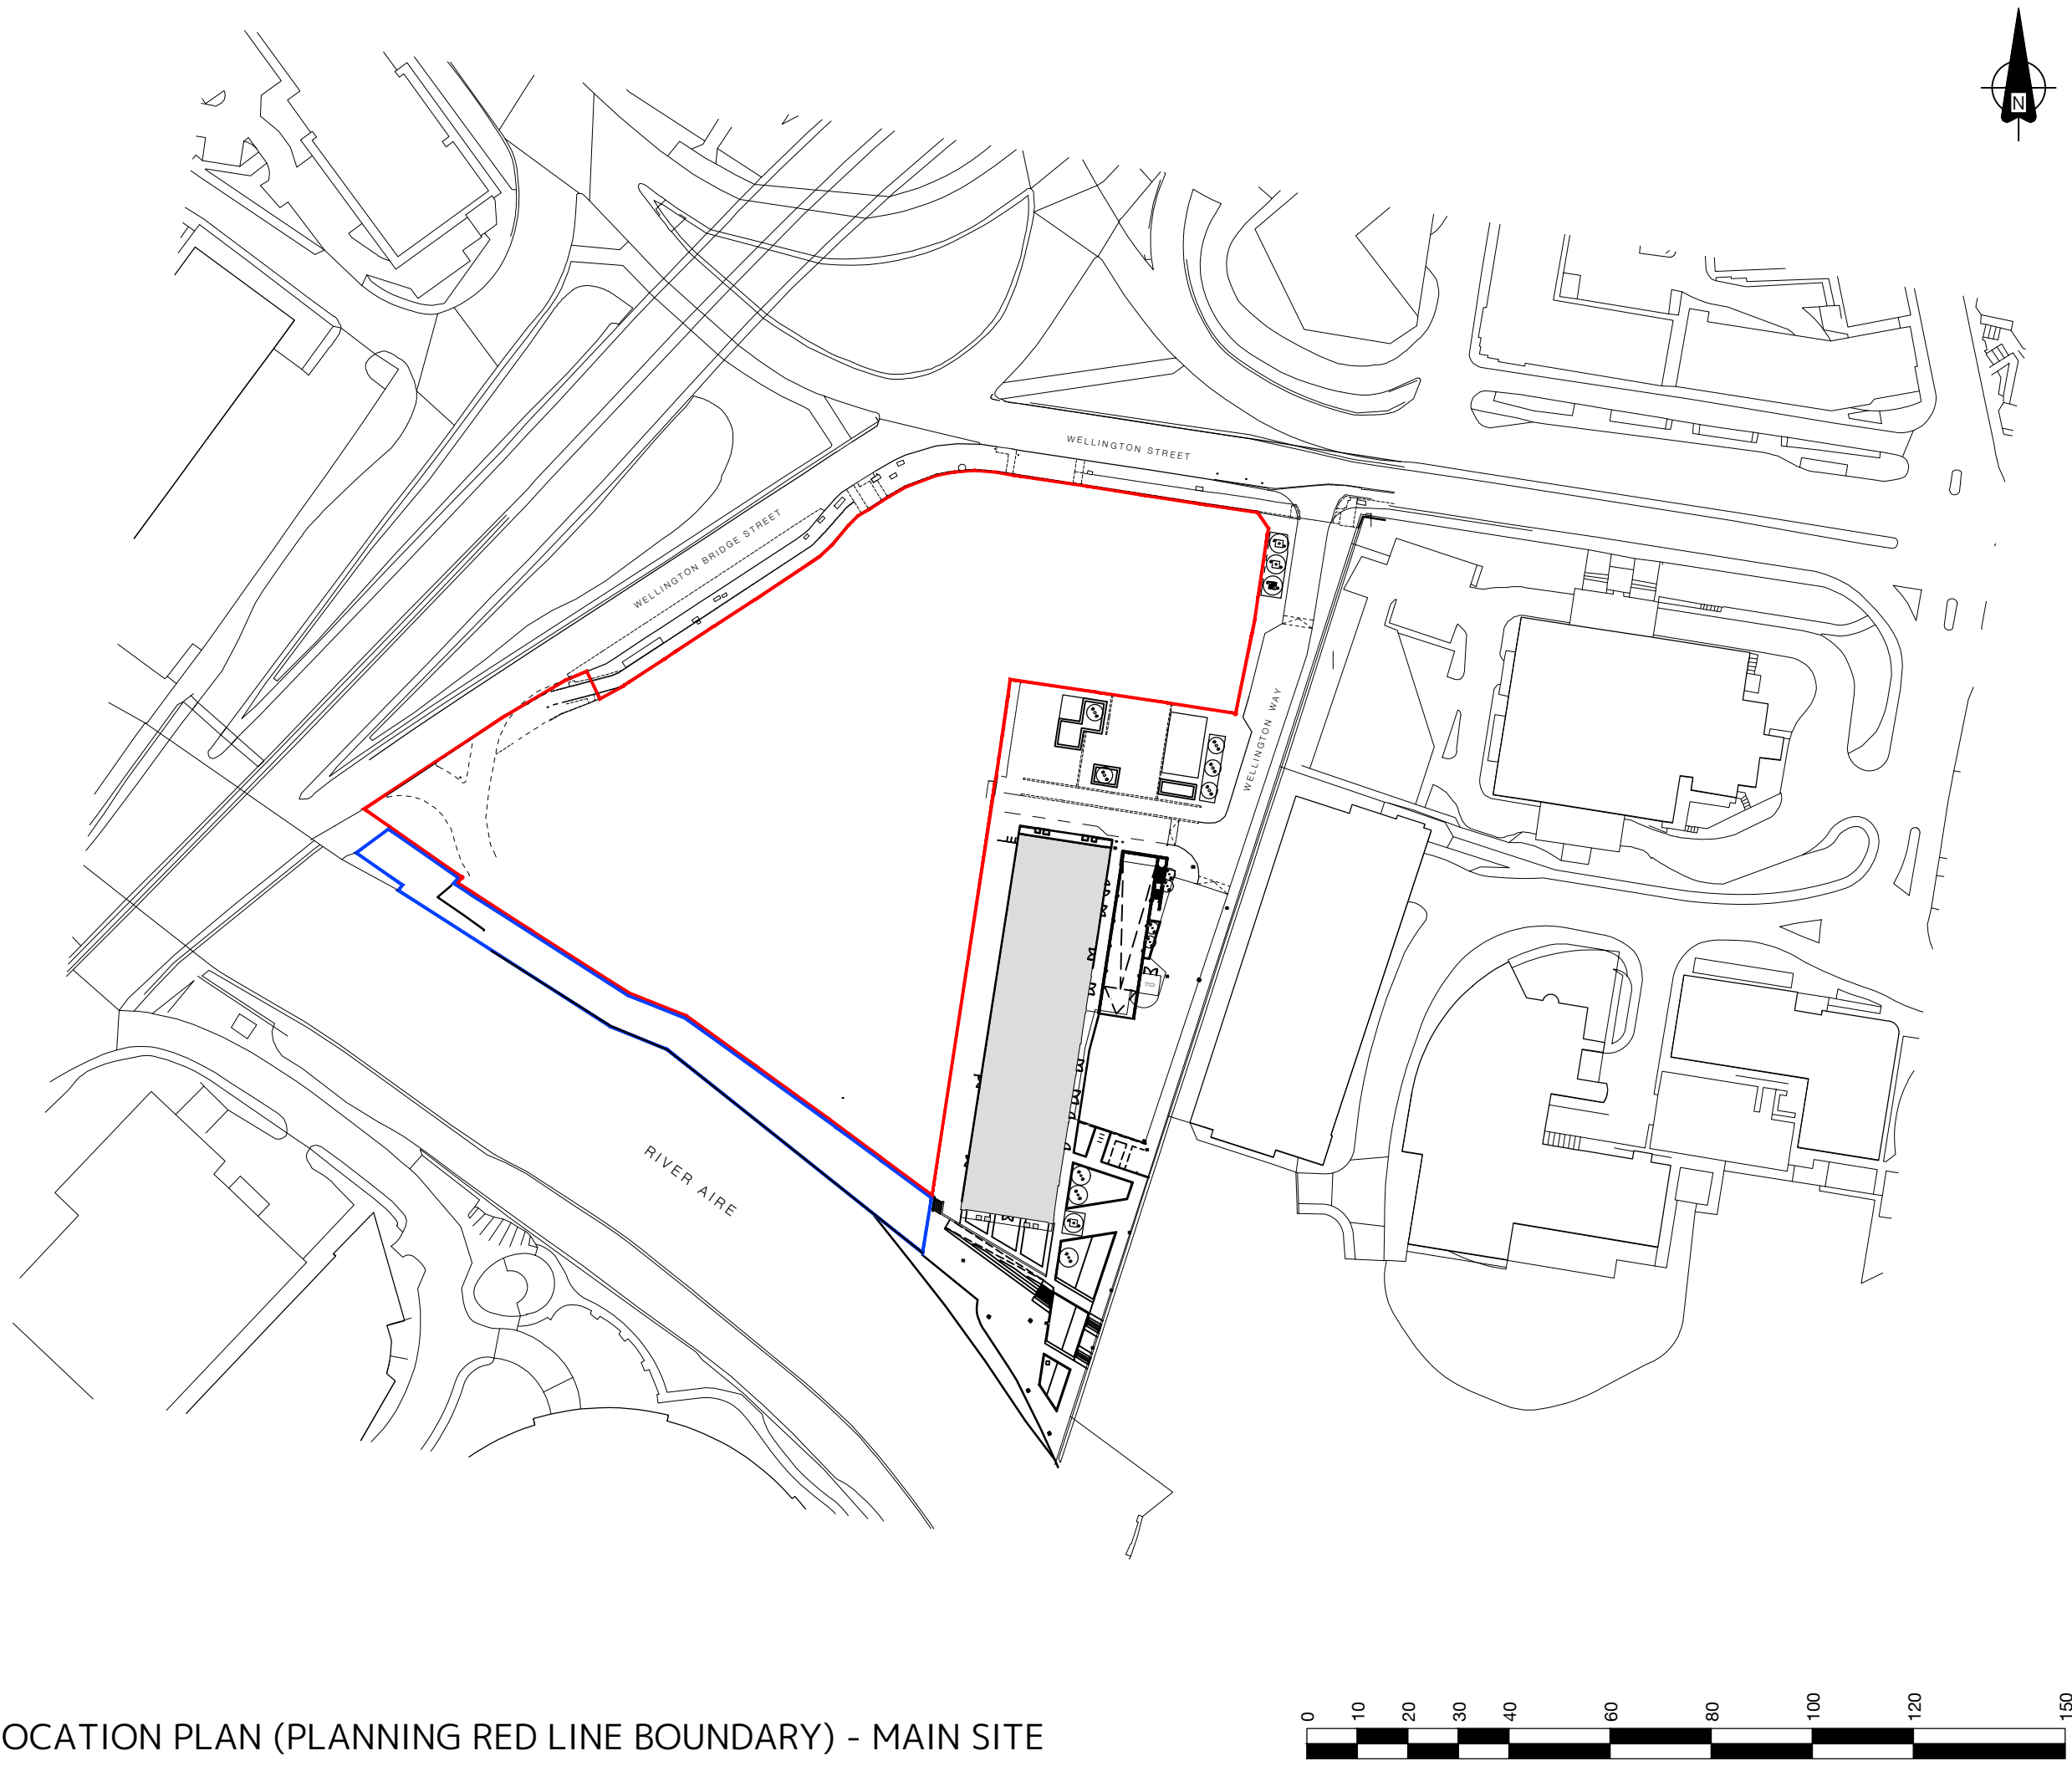 N
WELLINGTON STREET
WELLINGTON BRIDGE STREET
WELLINGTON WAY
RIVER AIRE
OCATION PLAN (PLANNING RED LINE BOUNDARY) - MAIN SITE
0 10 20 30 40 60 80 100 120 150